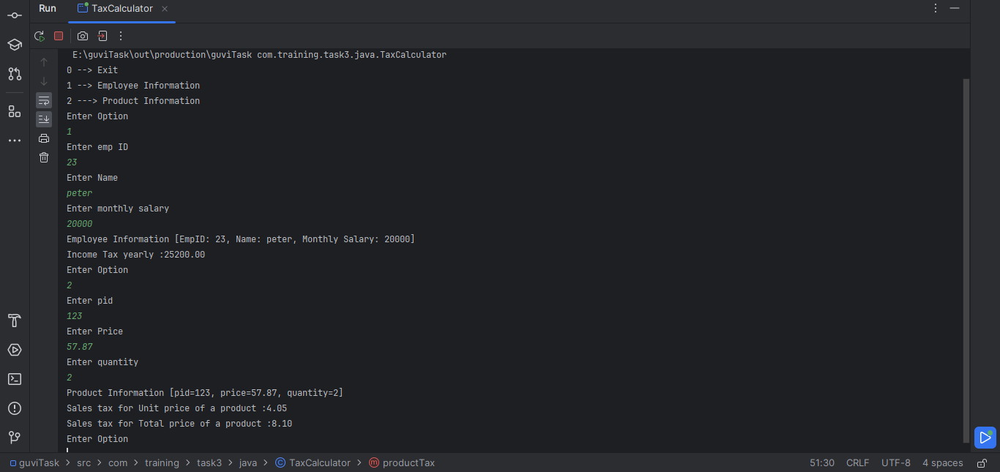 Run TaxCalculator
E:\guviTask\out\production\guviTask com.training.task3.java.TaxCalculator
0 --> Exit
1 --> Employee Information
2 ---> Product Information
Enter Option
1
Enter emp ID
23
Enter Name
peter
Enter monthly salary
20000
Employee Information [EmpID: 23, Name: peter, Monthly Salary: 20000]
Income Tax yearly :25200.00
Enter Option
2
Enter pid
123
Enter Price
57.87
Enter quantity
2
Product Information [pid=123, price=57.87, quantity=2]
Sales tax for Unit price of a product :4.05
Sales tax for Total price of a product :8.10
Enter Option
guviTask > src > com > training > task3 > java > TaxCalculator > productTax 51:30 CRLF UTF-8 4 spaces